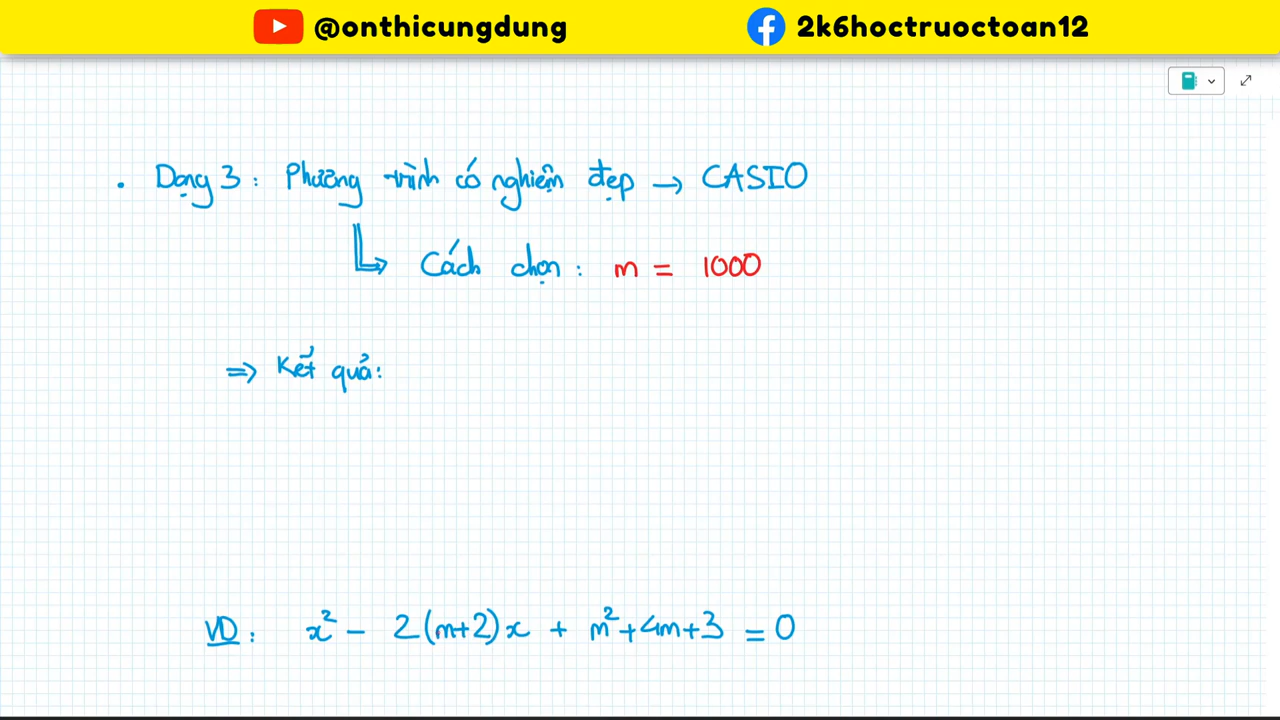 @onthicungdung 2k6hoctruoctoan12
. Dạng 3 : Phương trình có nghiệm đẹp → CASIO
Cách chọn : m = 1000
⇒ Kết quả :
VD : x² - 2(m+2)x + m²+4m+3 = 0